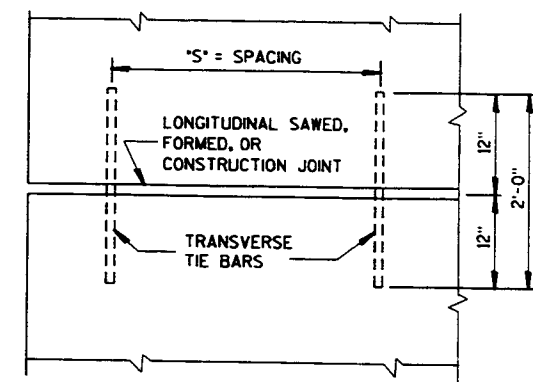 "S" = SPACING
LONGITUDINAL SAWED,
FORMED, OR
CONSTRUCTION JOINT
12"
2'-0"
12"
TRANSVERSE
TIE BARS